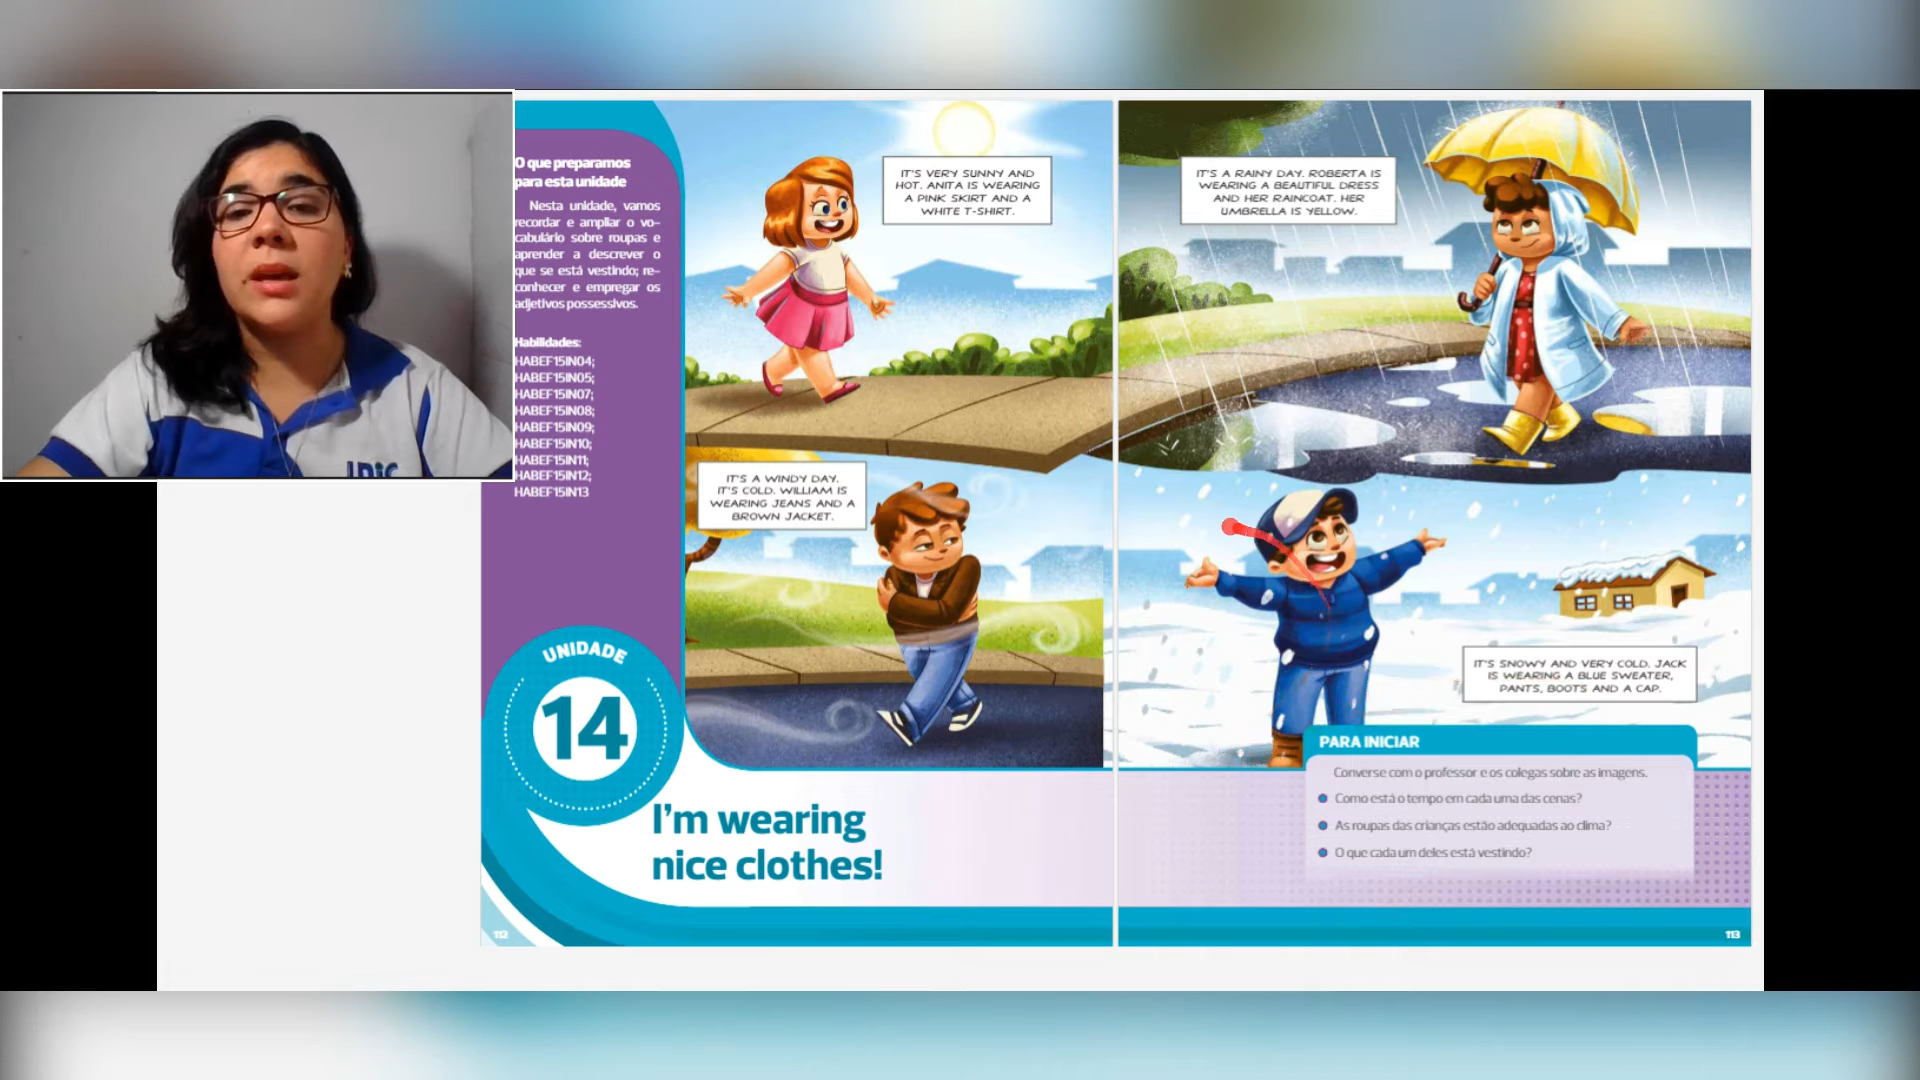 O que preparamos
para esta unidade
Nesta unidade, vamos
recordar e ampliar o vo-
cabulário sobre roupas e
aprender a descrever o
que se está vestindo; re-
conhecer e empregar os
adjetivos possessivos.
Habilidades:
HABEF15IN04;
HABEF15IN05;
HABEF15IN07;
HABEF15IN08;
HABEF15IN09;
HABEF15IN10;
HABEF15IN11;
HABEF15IN12;
HABEF15IN13
UNIDADE
14
I'm wearing
nice clothes!
112
IT'S VERY SUNNY AND
HOT. ANITA IS WEARING
A PINK SKIRT AND A
WHITE T-SHIRT.
IT'S A WINDY DAY.
IT'S COLD. WILLIAM IS
WEARING JEANS AND A
BROWN JACKET.
IT'S A RAINY DAY. ROBERTA IS
WEARING A BEAUTIFUL DRESS
AND HER RAINCOAT. HER
UMBRELLA IS YELLOW.
IT'S SNOWY AND VERY COLD. JACK
IS WEARING A BLUE SWEATER,
PANTS, BOOTS AND A CAP.
PARA INICIAR
Converse com o professor e os colegas sobre as imagens.
Como está o tempo em cada uma das cenas?
As roupas das crianças estão adequadas ao clima?
O que cada um deles está vestindo?
113